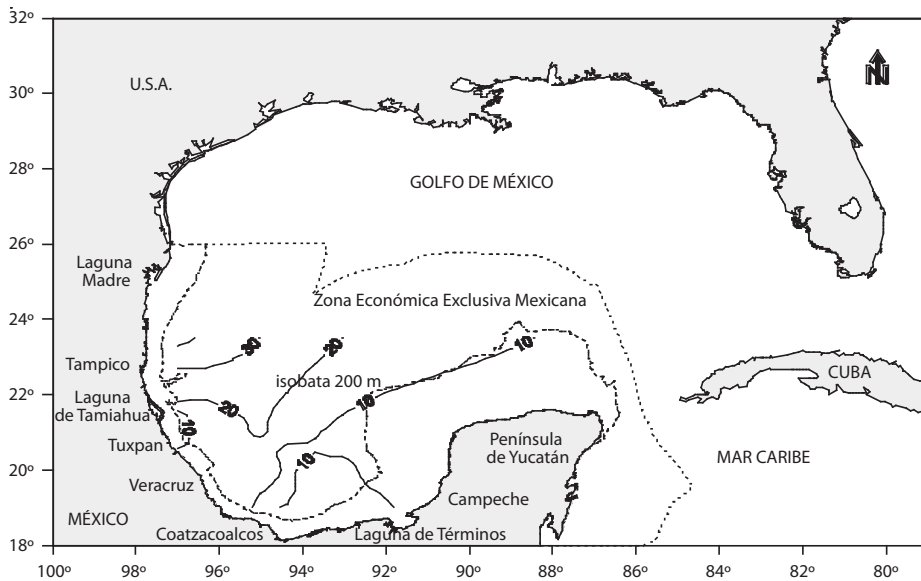 32º
30º
28º
26º
24º
22º
20º
18º
U.S.A.
N
GOLFO DE MÉXICO
Laguna
Madre
Zona Económica Exclusiva Mexicana
30
20
10
Tampico
isobata 200 m
CUBA
Laguna
de Tamiahua
20
10
10
Tuxpan
Península
de Yucatán
MAR CARIBE
10
Veracruz
Campeche
MÉXICO
Coatzacoalcos
Laguna de Términos
100º
98º
96º
94º
92º
90º
88º
86º
84º
82º
80º